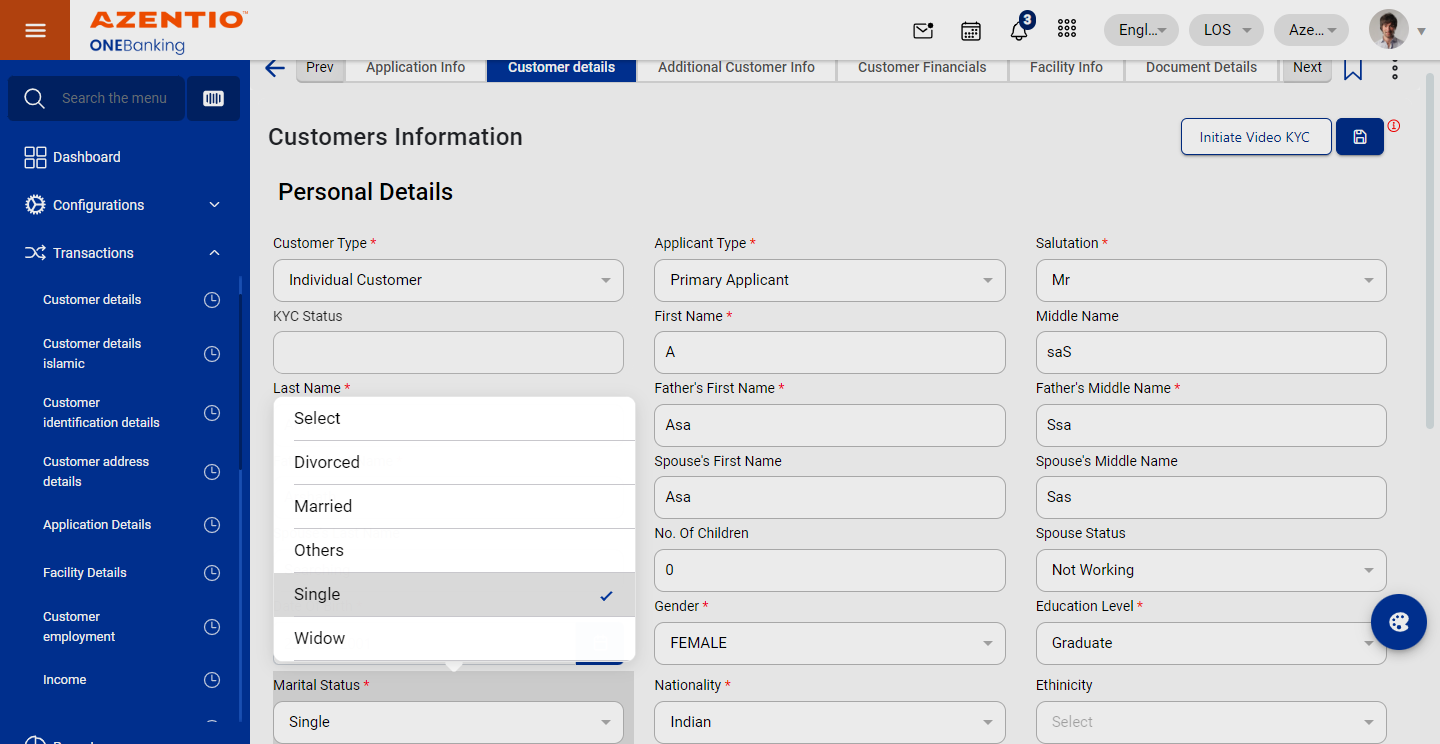 AZENTIO™
ONEBanking
3
Engl...
LOS
Aze...
Prev
Application Info
Customer details
Additional Customer Info
Customer Financials
Facility Info
Document Details
Next
Search the menu
Dashboard
Configurations
Transactions
Customer details
Customer details
islamic
Customer
identification details
Customer address
details
Application Details
Facility Details
Customer
employment
Income
Customers Information
Initiate Video KYC
Personal Details
Customer Type *
Applicant Type *
Salutation *
Individual Customer
Primary Applicant
Mr
KYC Status
First Name *
Middle Name
A
saS
Last Name *
Father's First Name *
Father's Middle Name *
Asa
Ssa
Spouse's First Name
Spouse's Middle Name
Asa
Sas
No. Of Children
Spouse Status
0
Not Working
Gender *
Education Level *
FEMALE
Graduate
Select
Divorced
Married
Others
Single
Widow
Marital Status *
Nationality *
Ethinicity
Single
Indian
Select